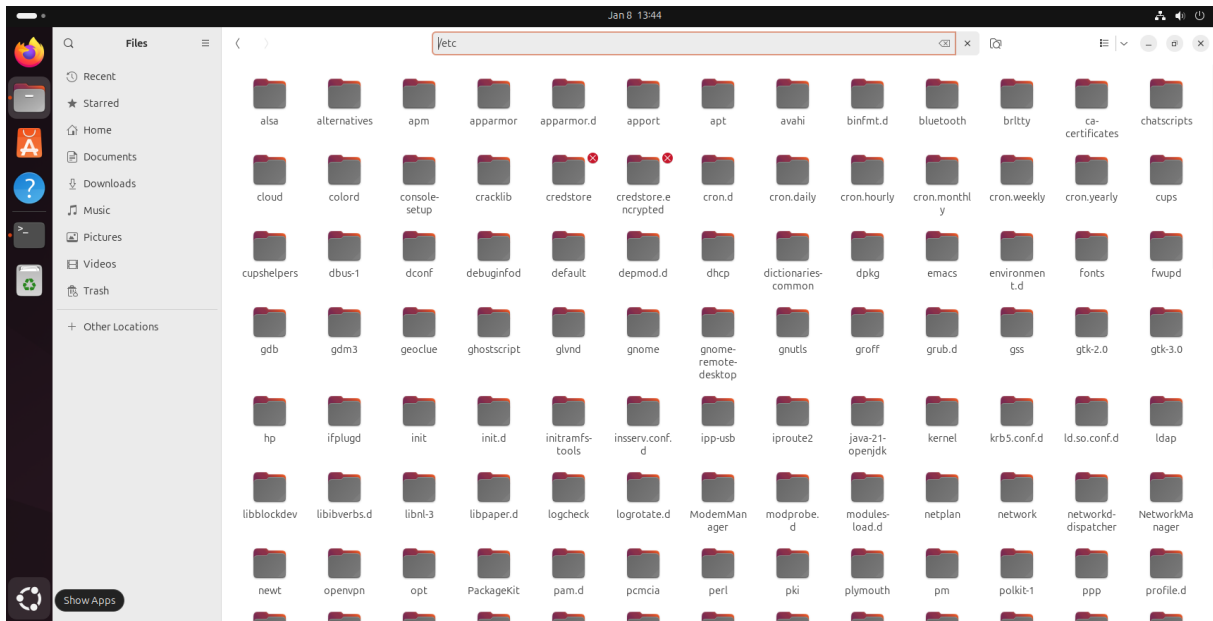 Jan 8 13:44
Files
/etc
Recent
Starred
Home
Documents
Downloads
Music
Pictures
Videos
Trash
Other Locations
Show Apps
alsa
alternatives
apm
apparmor
apparmor.d
apport
apt
avahi
binfmt.d
bluetooth
brltty
ca-
certificates
chatscripts
cloud
colord
console-
setup
cracklib
credstore
credstore.e
ncrypted
cron.d
cron.daily
cron.hourly
cron.monthl
y
cron.weekly
cron.yearly
cups
cupshelpers
dbus-1
dconf
debuginfod
default
depmod.d
dhcp
dictionaries-
common
dpkg
emacs
environmen
t.d
fonts
fwupd
gdb
gdm3
geoclue
ghostscript
glvnd
gnome
gnome-
remote-
desktop
gnutls
groff
grub.d
gss
gtk-2.0
gtk-3.0
hp
ifplugd
init
init.d
initramfs-
tools
insserv.conf.
d
ipp-usb
iproute2
java-21-
openjdk
kernel
krb5.conf.d
ld.so.conf.d
ldap
libblockdev
libibverbs.d
libnl-3
libpaper.d
logcheck
logrotate.d
ModemMan
ager
modprobe.
d
modules-
load.d
netplan
network
networkd-
dispatcher
NetworkMa
nager
newt
openvpn
opt
PackageKit
pam.d
pcmcia
perl
pki
plymouth
pm
polkit-1
ppp
profile.d